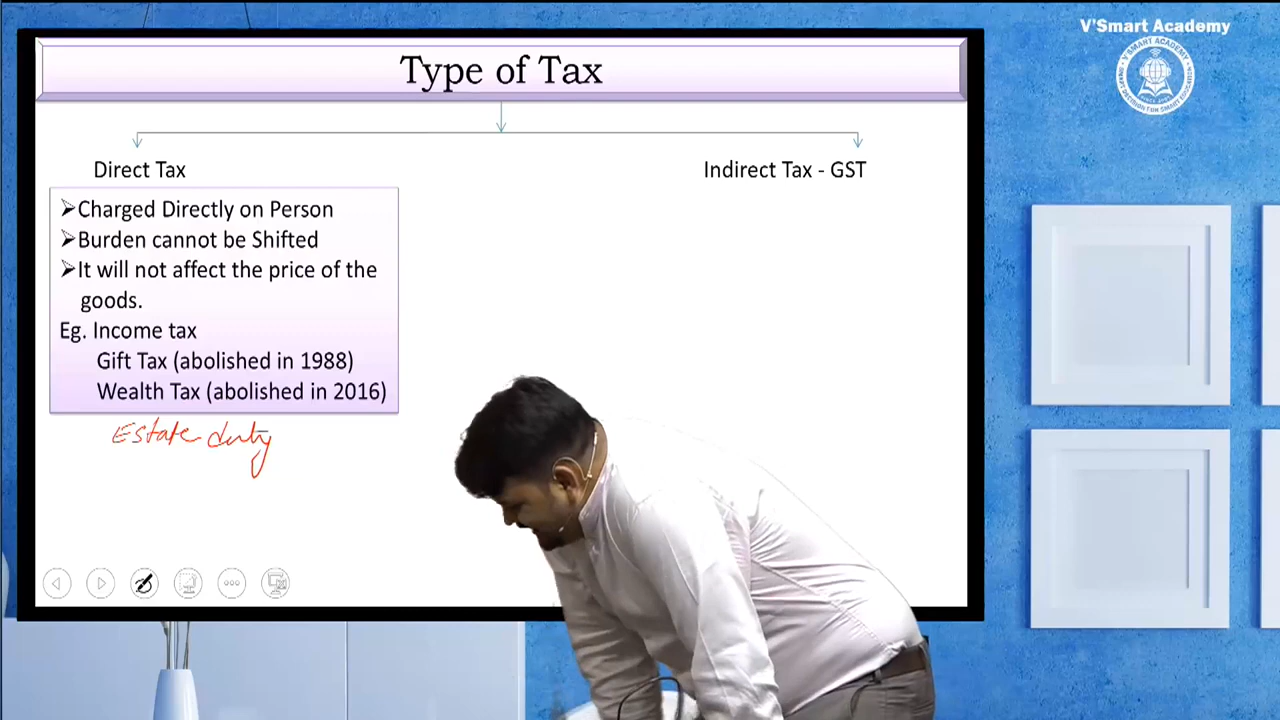 V'Smart Academy
Type of Tax
Direct Tax
Indirect Tax - GST
➢Charged Directly on Person
➢Burden cannot be Shifted
➢It will not affect the price of the
goods.
Eg. Income tax
Gift Tax (abolished in 1988)
Wealth Tax (abolished in 2016)
Estate duty